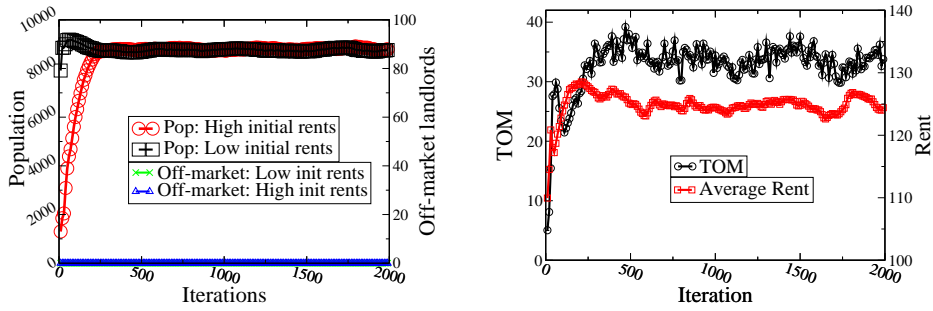 10000
8000
6000
4000
2000
0
Population
100
80
60
40
20
0
Off-market landlords
Pop: High initial rents
Pop: Low initial rents
Off-market: Low init rents
Off-market: High init rents
0
500
1000
1500
2000
Iterations
40
30
20
10
0
TOM
140
130
120
110
100
Rent
TOM
Average Rent
0
500
1000
1500
2000
Iteration